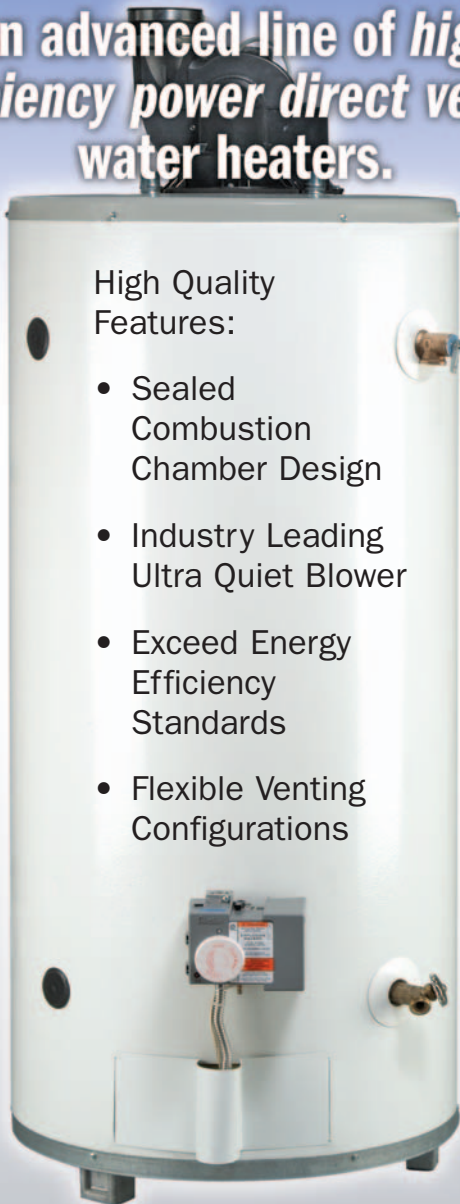 n advanced line of hig
iency power direct ve
water heaters.
High Quality
Features:
• Sealed
Combustion
Chamber Design
• Industry Leading
Ultra Quiet Blower
• Exceed Energy
Efficiency
Standards
• Flexible Venting
Configurations